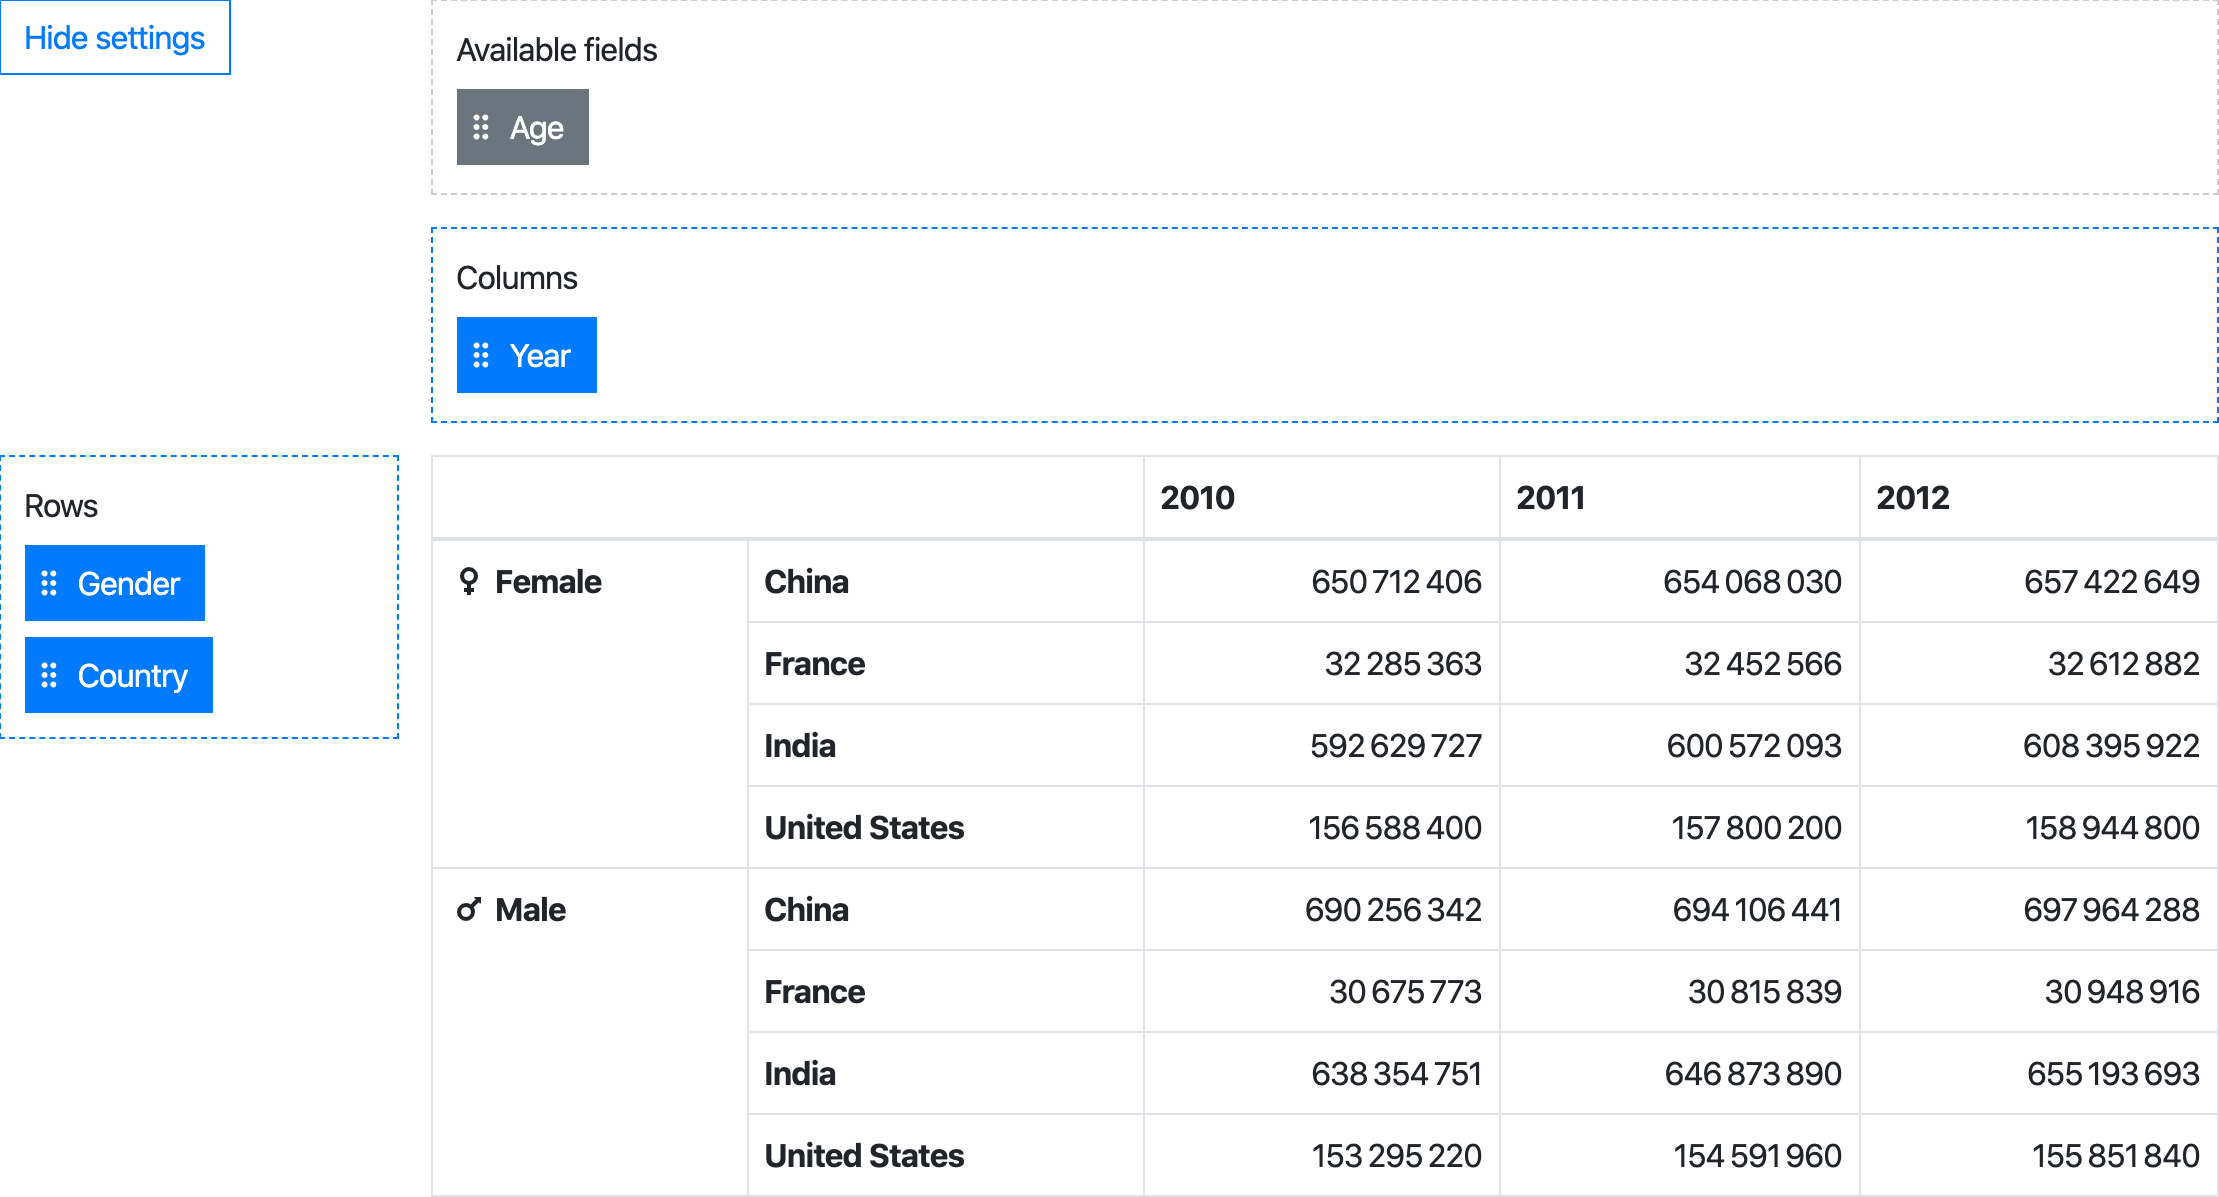 Hide settings
Available fields
Age
Columns
Year
Rows
Gender
Country
2010 2011 2012
♀ Female China 650 712 406 654 068 030 657 422 649
France 32 285 363 32 452 566 32 612 882
India 592 629 727 600 572 093 608 395 922
United States 156 588 400 157 800 200 158 944 800
♂ Male China 690 256 342 694 106 441 697 964 288
France 30 675 773 30 815 839 30 948 916
India 638 354 751 646 873 890 655 193 693
United States 153 295 220 154 591 960 155 851 840